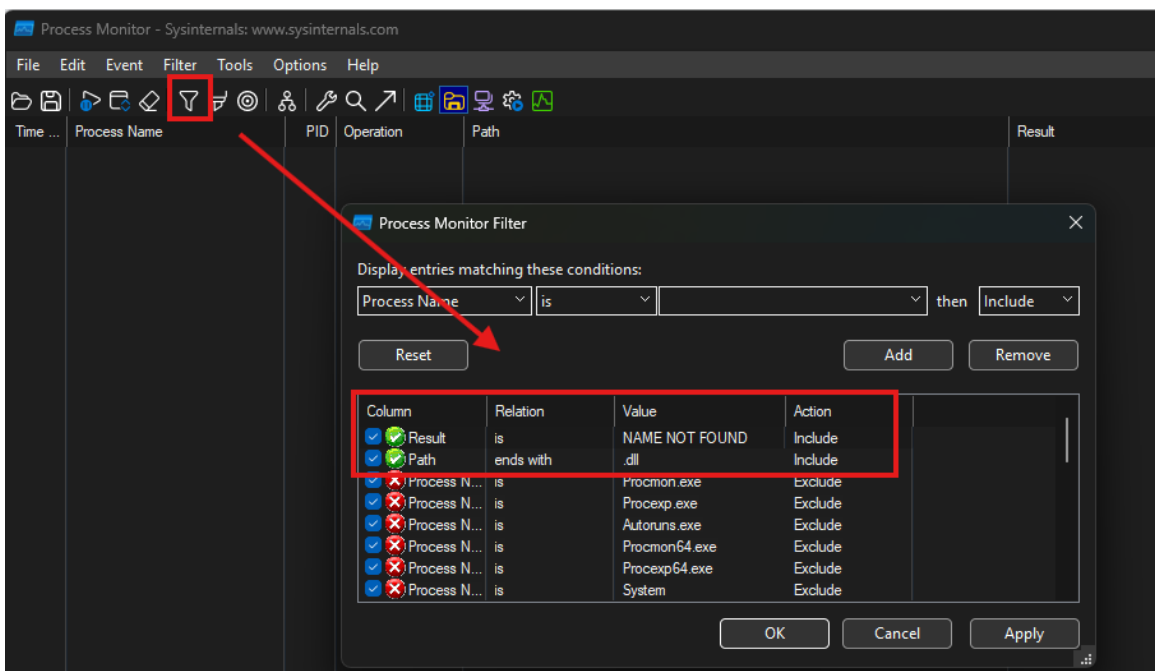 Process Monitor - Sysinternals: www.sysinternals.com
File Edit Event Filter Tools Options Help
Time ... Process Name PID Operation Path Result
Process Monitor Filter
Display entries matching these conditions:
Process Name is then Include
Reset Add Remove
Column Relation Value Action
Result is NAME NOT FOUND Include
Path ends with .dll Include
Process N... is Procmon.exe Exclude
Process N... is Procexp.exe Exclude
Process N... is Autoruns.exe Exclude
Process N... is Procmon64.exe Exclude
Process N... is Procexp64.exe Exclude
Process N... is System Exclude
OK Cancel Apply